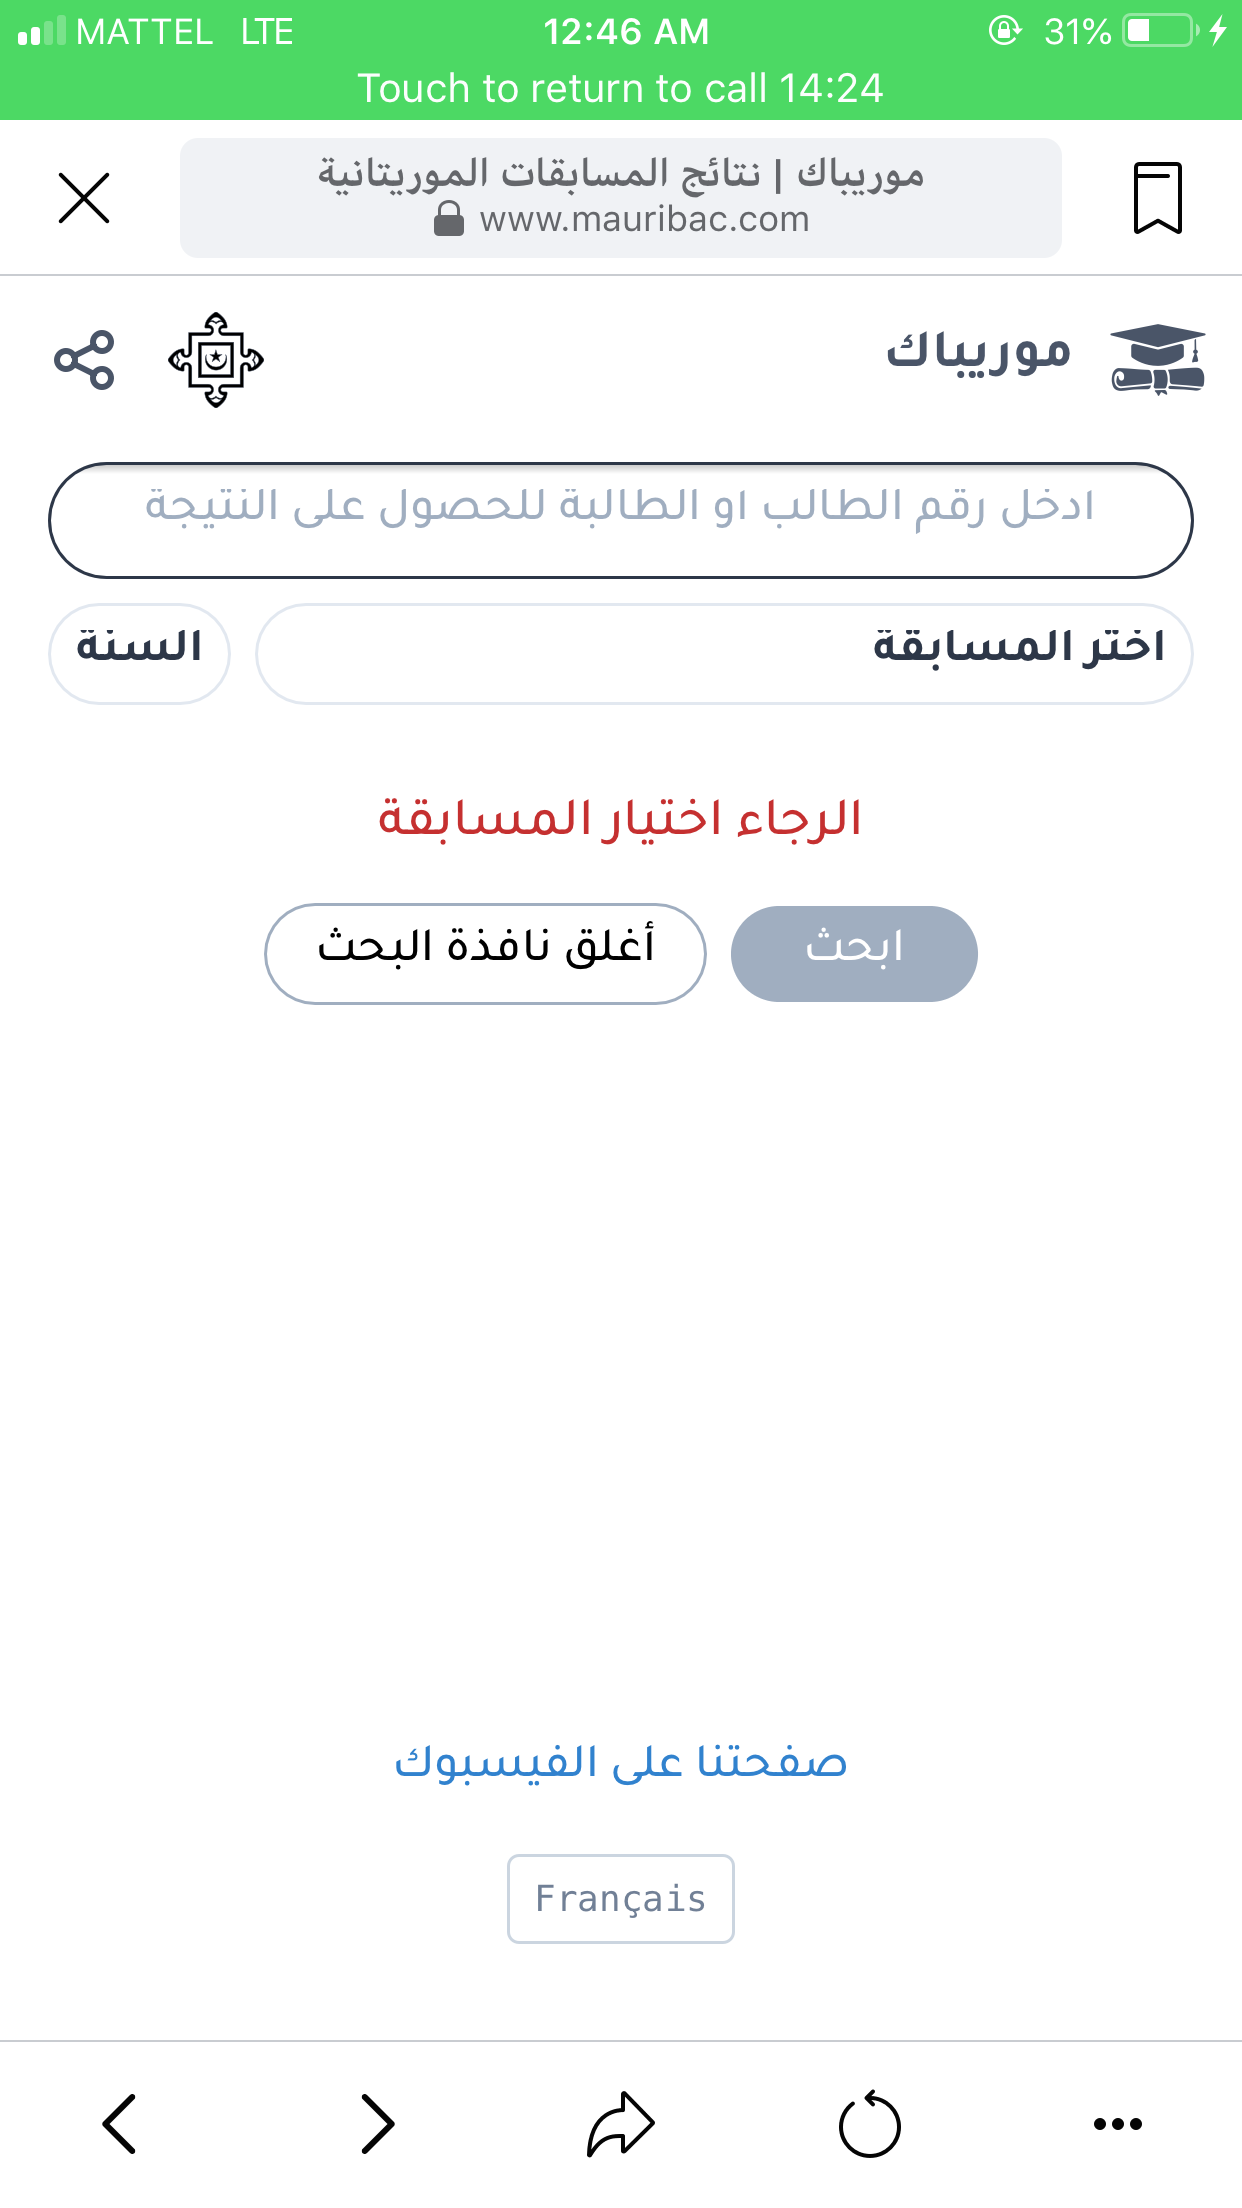 MATTEL LTE 12:46 AM 31%
Touch to return to call 14:24
موريباك | نتائج المسابقات الموريتانية
www.mauribac.com
موريباك
ادخل رقم الطالب او الطالبة للحصول على النتيجة
اختر المسابقة السنة
الرجاء اختيار المسابقة
ابحث أغلق نافذة البحث
صفحتنا على الفيسبوك
Français